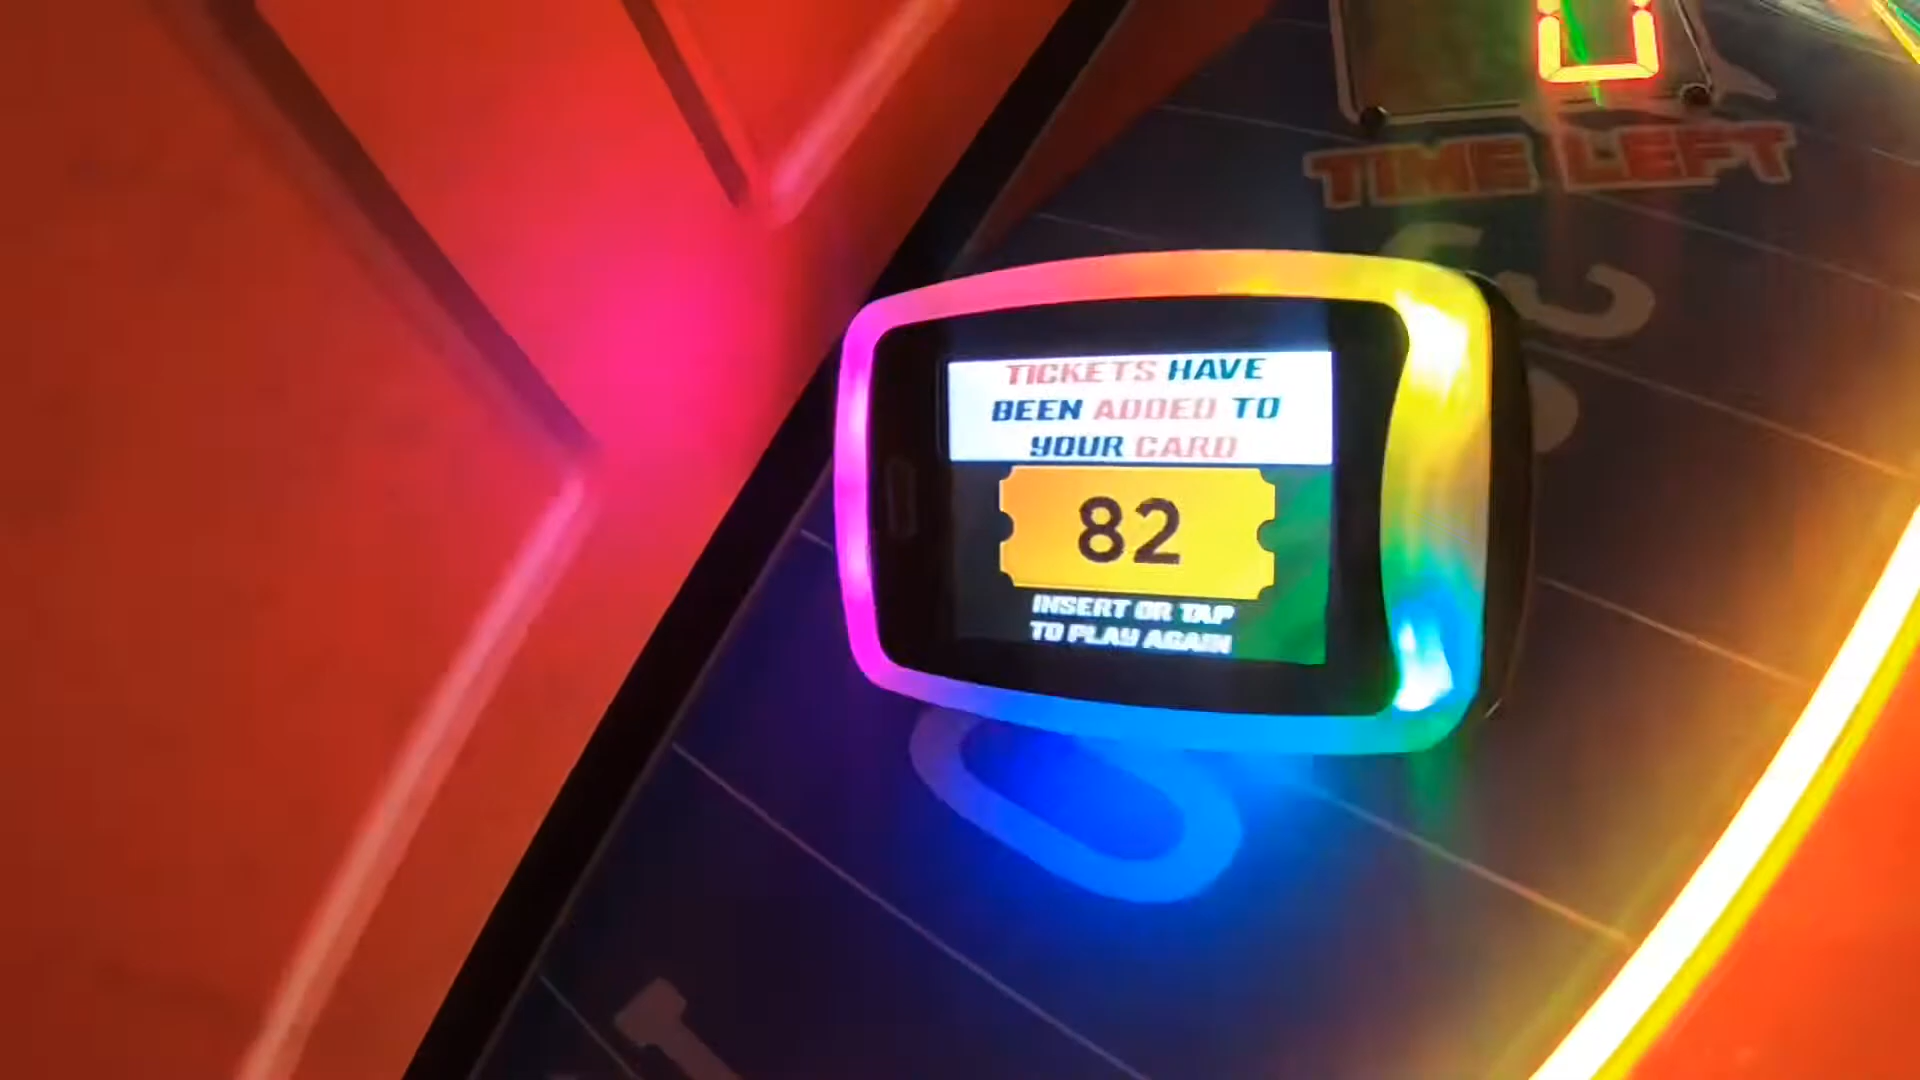 TIME LEFT
TICKETS HAVE
BEEN ADDED TO
YOUR CARD
82
INSERT OR TAP
TO PLAY AGAIN